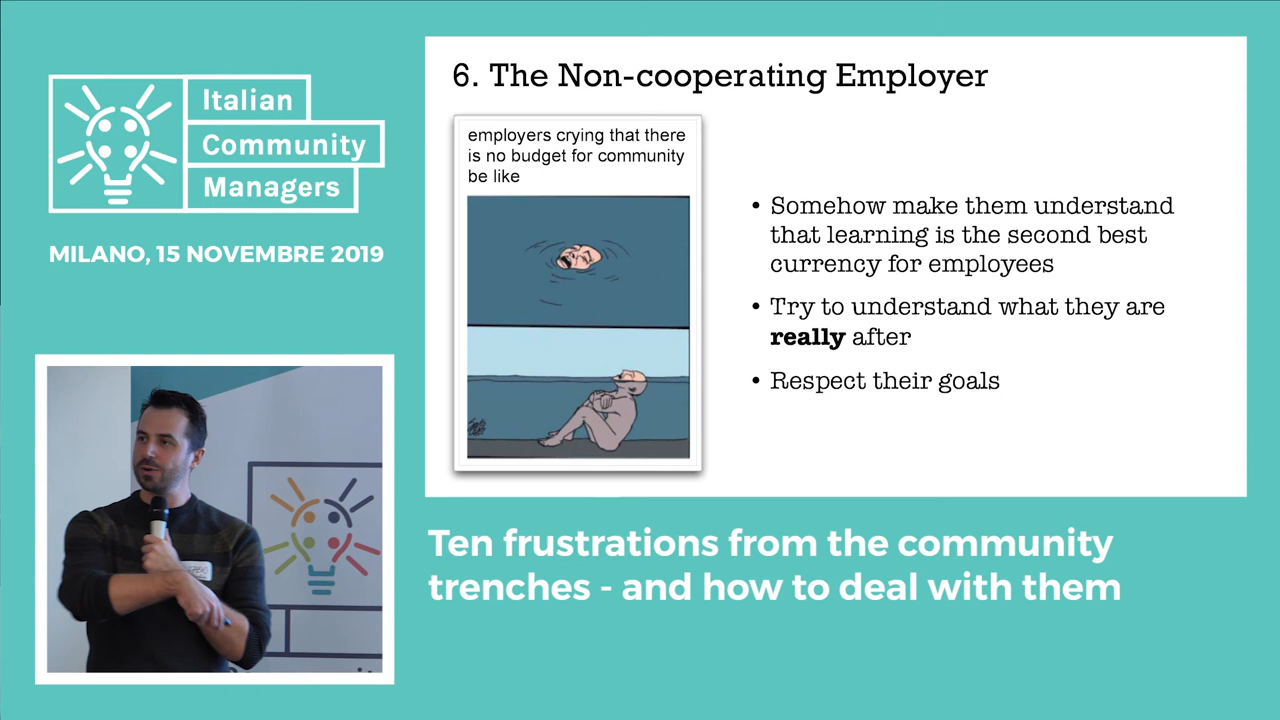 Italian
Community
Managers
MILANO, 15 NOVEMBRE 2019
6. The Non-cooperating Employer
employers crying that there
is no budget for community
be like
• Somehow make them understand
that learning is the second best
currency for employees
• Try to understand what they are
really after
• Respect their goals
Ten frustrations from the community
trenches - and how to deal with them